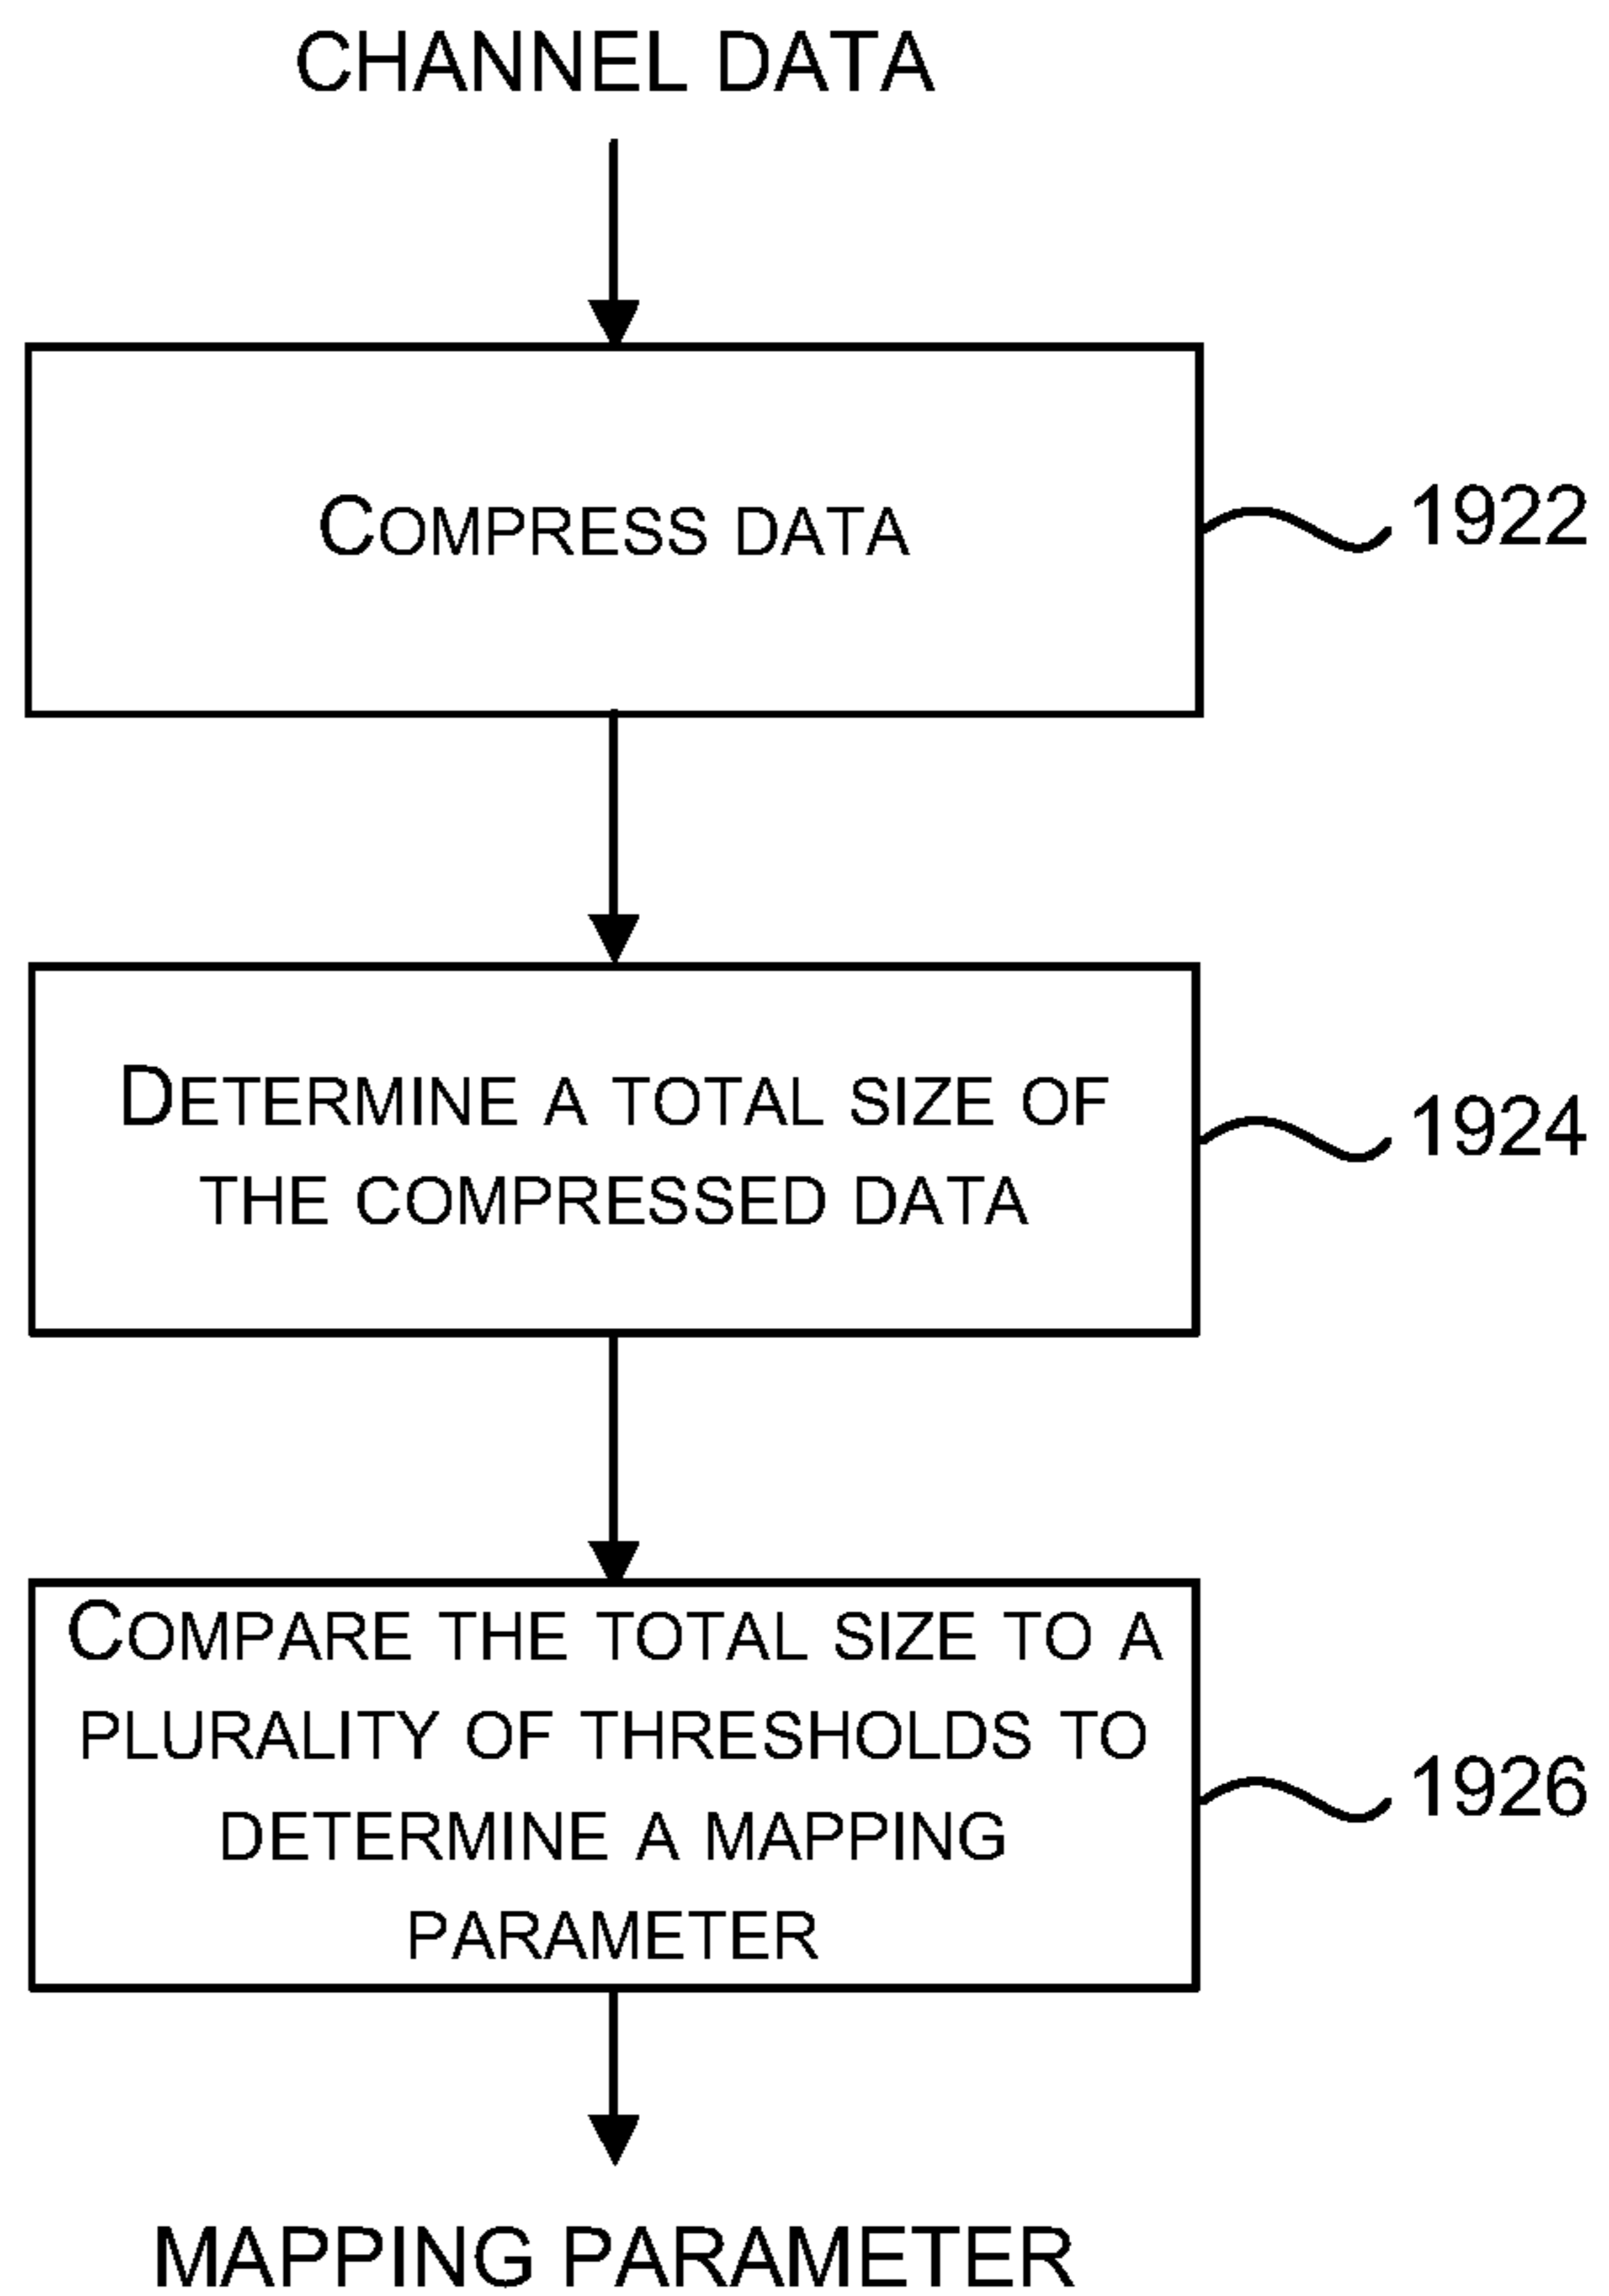 CHANNEL DATA
COMPRESS DATA
1922
DETERMINE A TOTAL SIZE OF
THE COMPRESSED DATA
1924
COMPARE THE TOTAL SIZE TO A
PLURALITY OF THRESHOLDS TO
DETERMINE A MAPPING
PARAMETER
1926
MAPPING PARAMETER